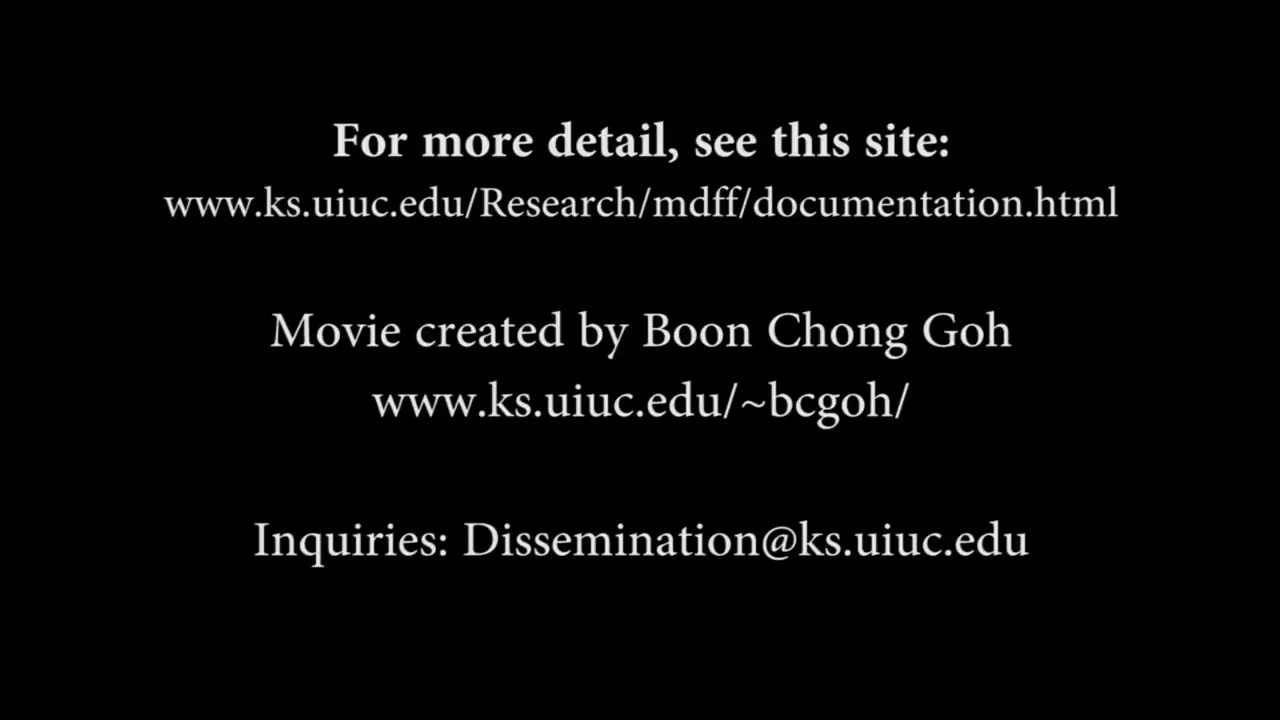 For more detail, see this site:
www.ks.uiuc.edu/Research/mdff/documentation.html
Movie created by Boon Chong Goh
www.ks.uiuc.edu/~bcgoh/
Inquiries: Dissemination@ks.uiuc.edu